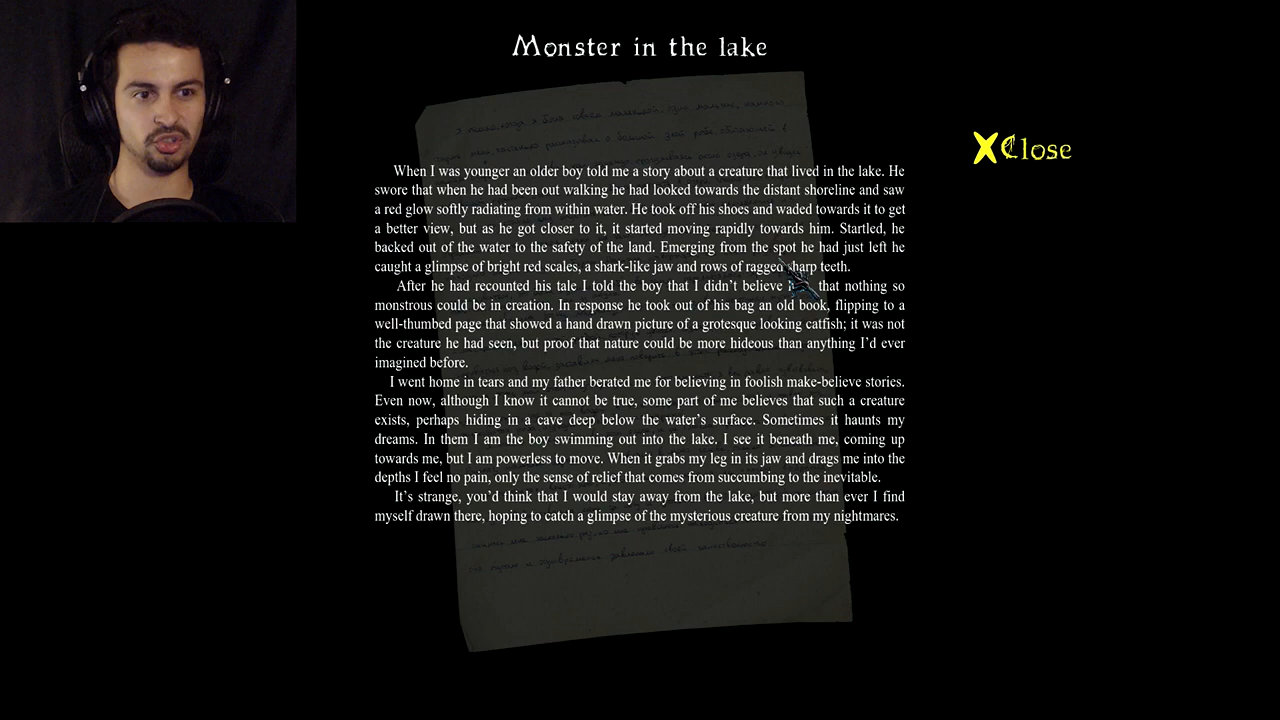 Monster in the lake
XClose
When I was younger an older boy told me a story about a creature that lived in the lake. He
swore that when he had been out walking he had looked towards the distant shoreline and saw
a red glow softly radiating from within water. He took off his shoes and waded towards it to get
a better view, but as he got closer to it, it started moving rapidly towards him. Startled, he
backed out of the water to the safety of the land. Emerging from the spot he had just left he
caught a glimpse of bright red scales, a shark-like jaw and rows of ragged sharp teeth.
After he had recounted his tale I told the boy that I didn't believe that nothing so
monstrous could be in creation. In response he took out of his bag an old book, flipping to a
well-thumbed page that showed a hand drawn picture of a grotesque looking catfish; it was not
the creature he had seen, but proof that nature could be more hideous than anything I'd ever
imagined before.
I went home in tears and my father berated me for believing in foolish make-believe stories.
Even now, although I know it cannot be true, some part of me believes that such a creature
exists, perhaps hiding in a cave deep below the water's surface. Sometimes it haunts my
dreams. In them I am the boy swimming out into the lake. I see it beneath me, coming up
towards me, but I am powerless to move. When it grabs my leg in its jaw and drags me into the
depths I feel no pain, only the sense of relief that comes from succumbing to the inevitable.
It's strange, you'd think that I would stay away from the lake, but more than ever I find
myself drawn there, hoping to catch a glimpse of the mysterious creature from my nightmares.